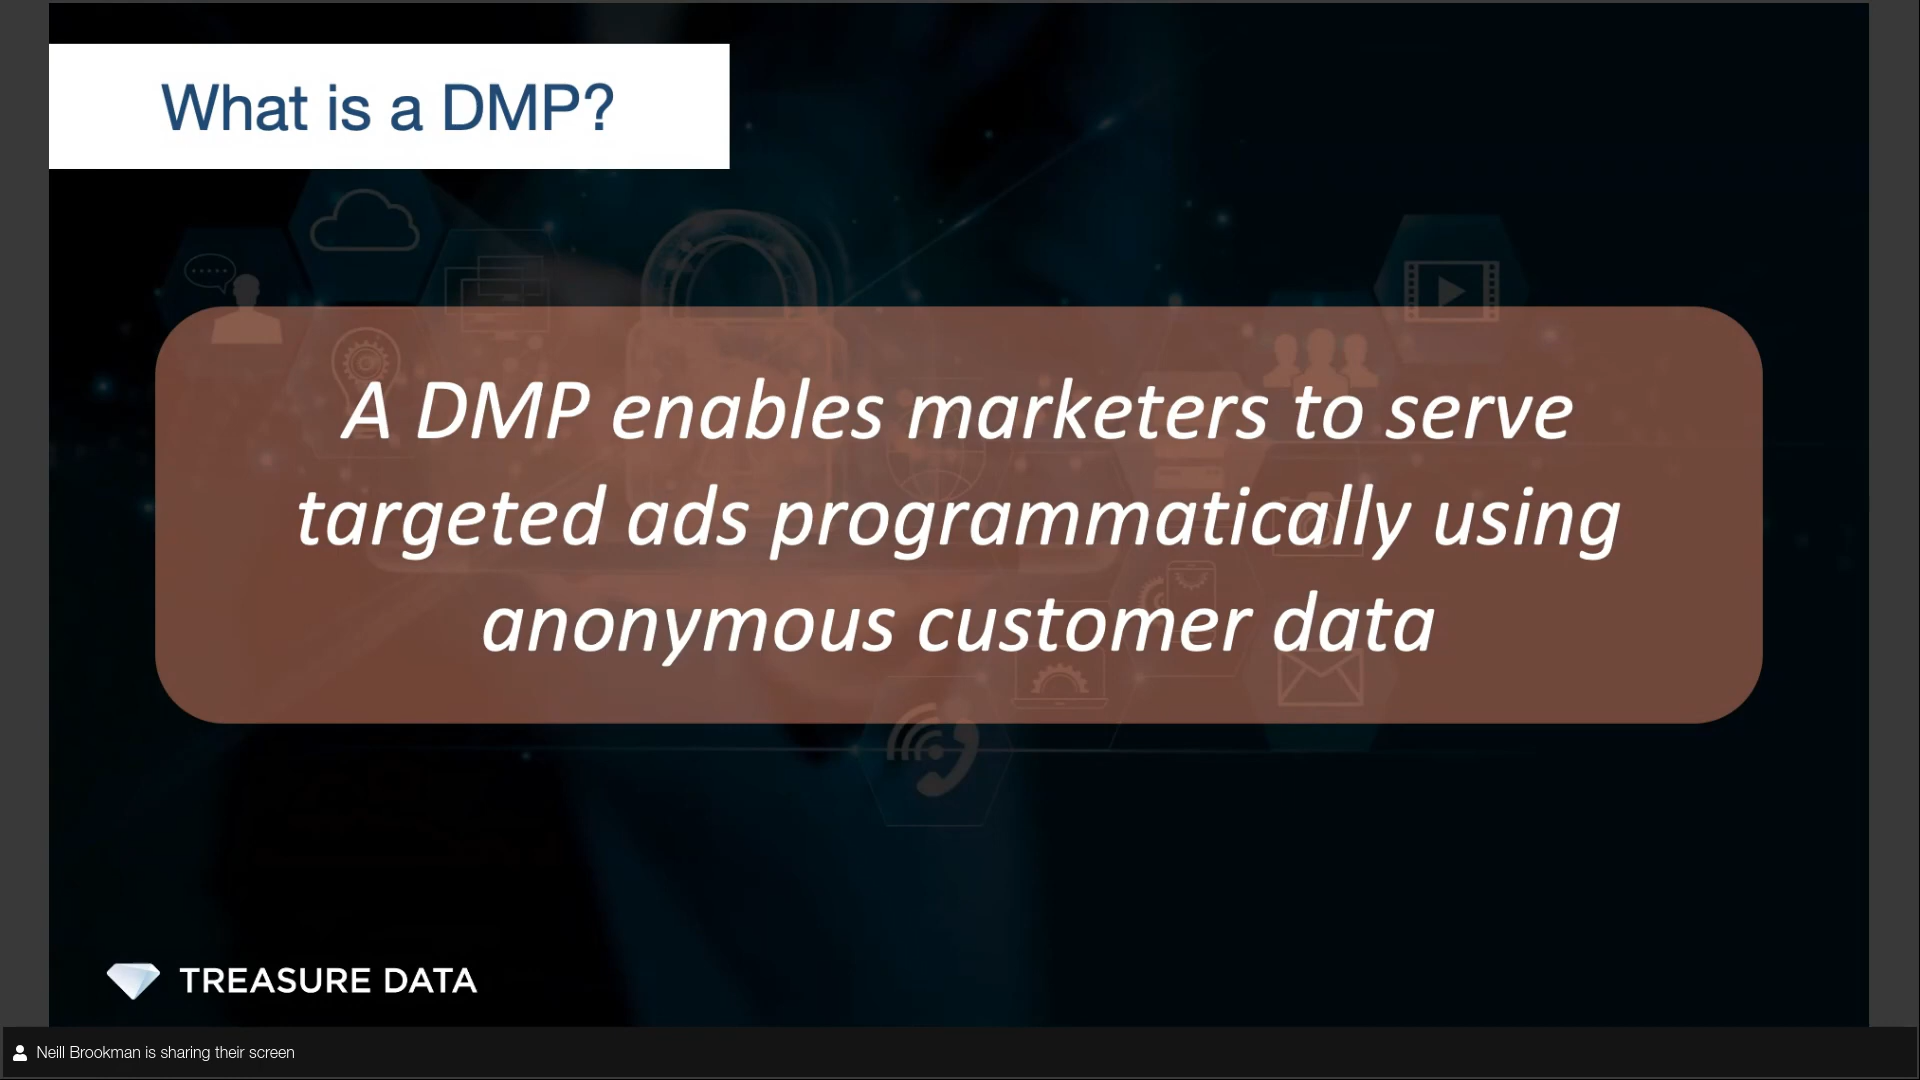 What is a DMP?
A DMP enables marketers to serve
targeted ads programmatically using
anonymous customer data
TREASURE DATA
Neill Brookman is sharing their screen